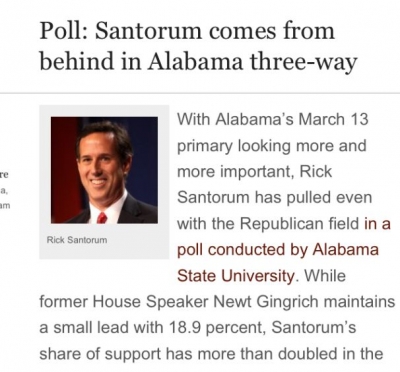 Poll: Santorum comes from
behind in Alabama three-way
re
a,
am
Rick Santorum
With Alabama's March 13
primary looking more and
more important, Rick
Santorum has pulled even
with the Republican field in a
poll conducted by Alabama
State University. While
former House Speaker Newt Gingrich maintains
a small lead with 18.9 percent, Santorum's
share of support has more than doubled in the